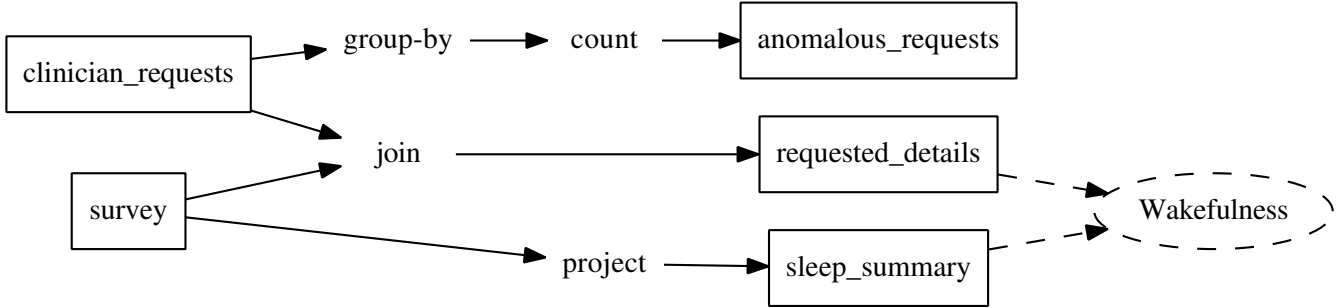 group-by
count
anomalous_requests
clinician_requests
join
requested_details
survey
Wakefulness
project
sleep_summary